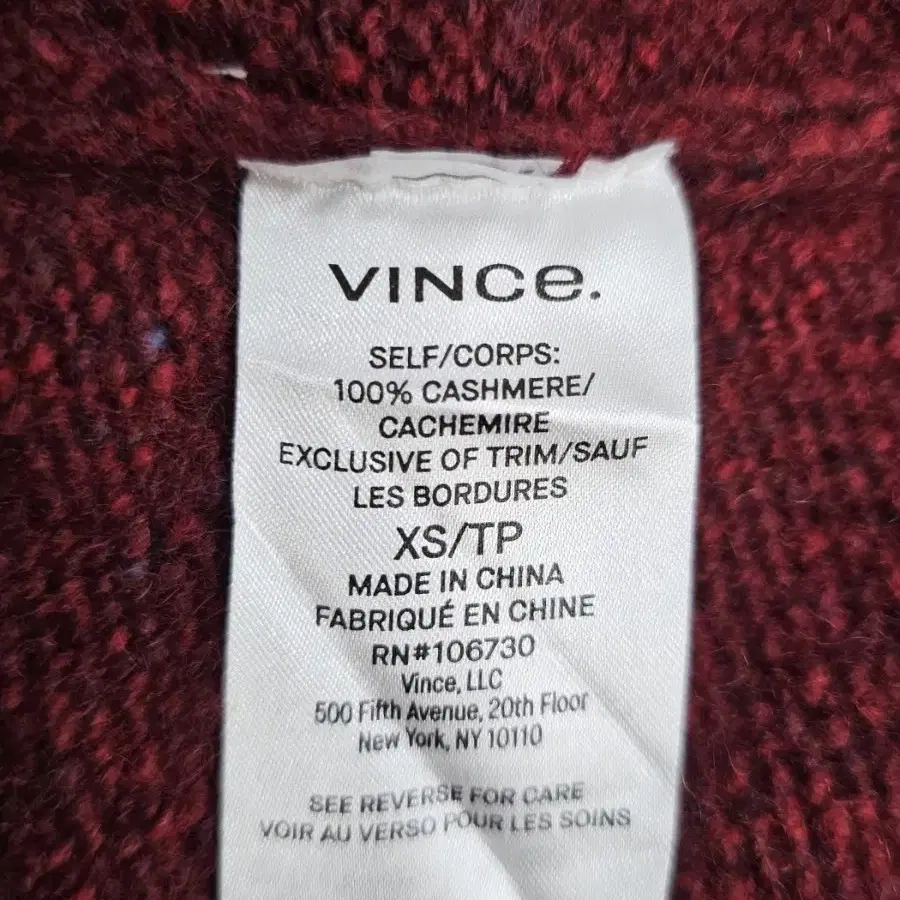 VINCe.
SELF/CORPS:
100% CASHMERE/
CACHEMIRE
EXCLUSIVE OF TRIM/SAUF
LES BORDURES
XS/TP
MADE IN CHINA
FABRIQUÉ EN CHINE
RN#106730
Vince, LLC
500 Fifth Avenue, 20th Floor
New York, NY 10110
SEE REVERSE FOR CARE
VOIR AU VERSO POUR LES SOINS